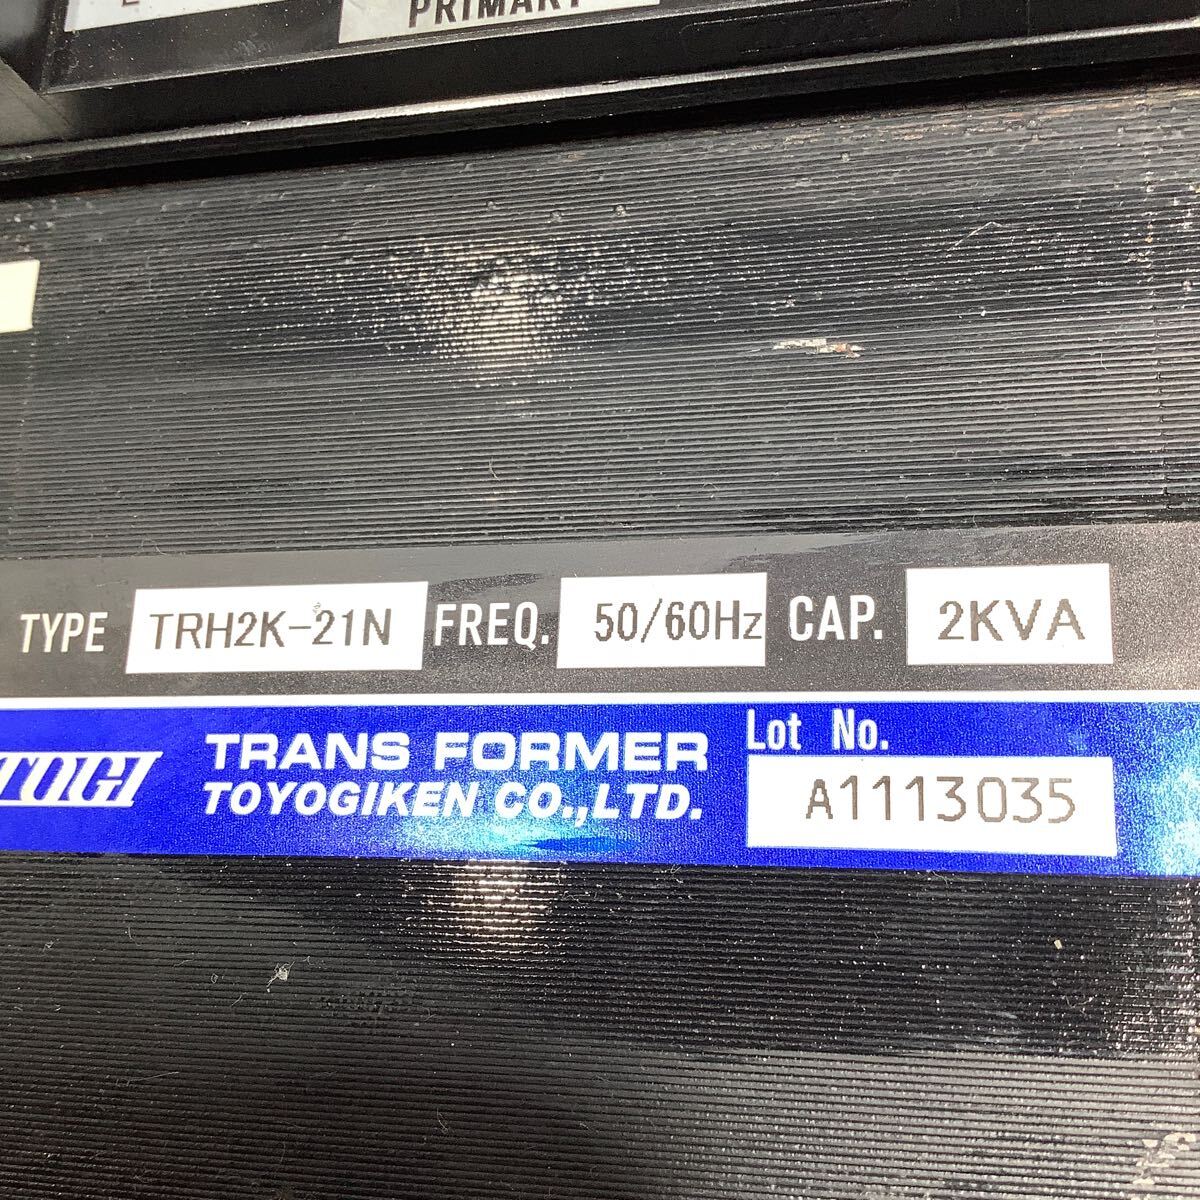 PRIMARY
TYPE TRH2K-21N FREQ. 50/60Hz CAP. 2KVA
TOGI TRANS FORMER Lot No.
TOYOGIKEN CO.,LTD. A1113035